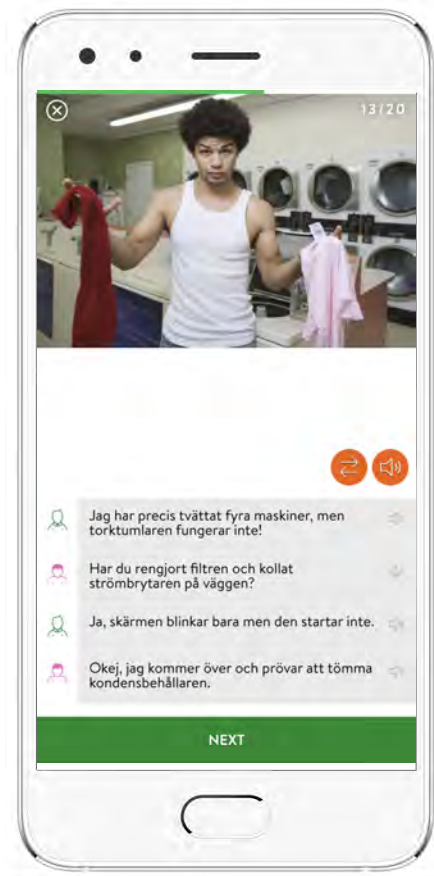 13/20
Jag har precis tvättat fyra maskiner, men
torktumlaren fungerar inte!
Har du rengjort filtren och kollat
strömbrytaren på väggen?
Ja, skärmen blinkar bara men den startar inte.
Okej, jag kommer över och prövar att tömma
kondensbehållaren.
NEXT